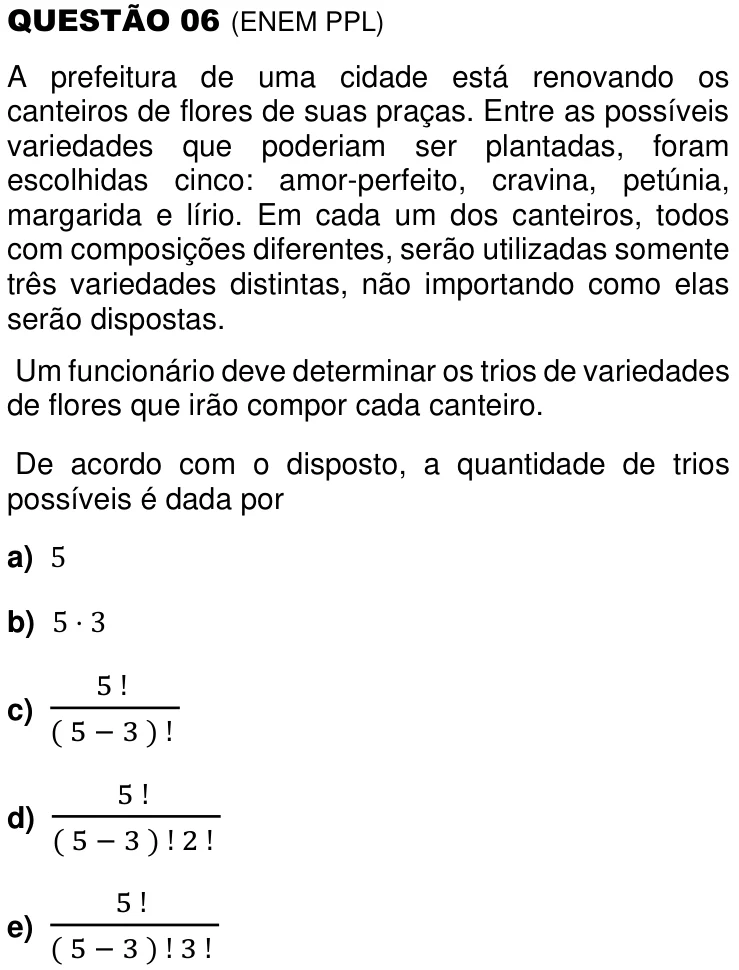 QUESTÃO 06 (ENEM PPL)
A prefeitura de uma cidade está renovando os
canteiros de flores de suas praças. Entre as possíveis
variedades que poderiam ser plantadas, foram
escolhidas cinco: amor-perfeito, cravina, petúnia,
margarida e lírio. Em cada um dos canteiros, todos
com composições diferentes, serão utilizadas somente
três variedades distintas, não importando como elas
serão dispostas.
Um funcionário deve determinar os trios de variedades
de flores que irão compor cada canteiro.
De acordo com o disposto, a quantidade de trios
possíveis é dada por
a) 5
b) 5 · 3
5 !
c)
( 5 − 3 ) !
5 !
d)
( 5 − 3 ) ! 2 !
5 !
e)
( 5 − 3 ) ! 3 !